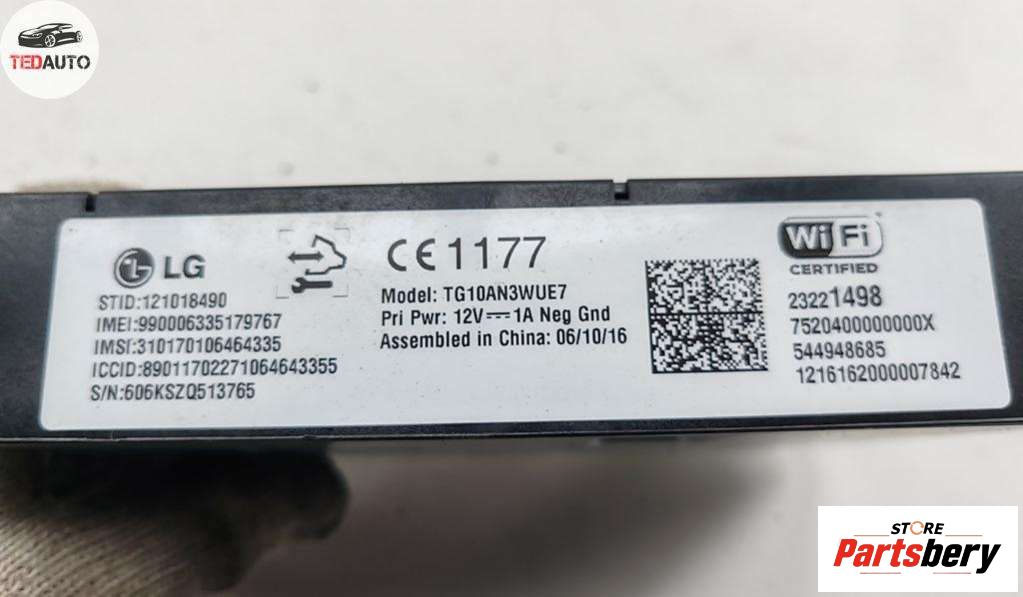 TEDAUTO
LG
STID:121018490
IMEI:990006335179767
IMSI:310170106464335
ICCID:89011702271064643355
S/N:606KSZQ513765
CE1177
Model: TG10AN3WUE7
Pri Pwr: 12V⎓1A Neg Gnd
Assembled in China: 06/10/16
WiFi
CERTIFIED
23221498
7520400000000X
544948685
1216162000007842
STORE
Partsbery